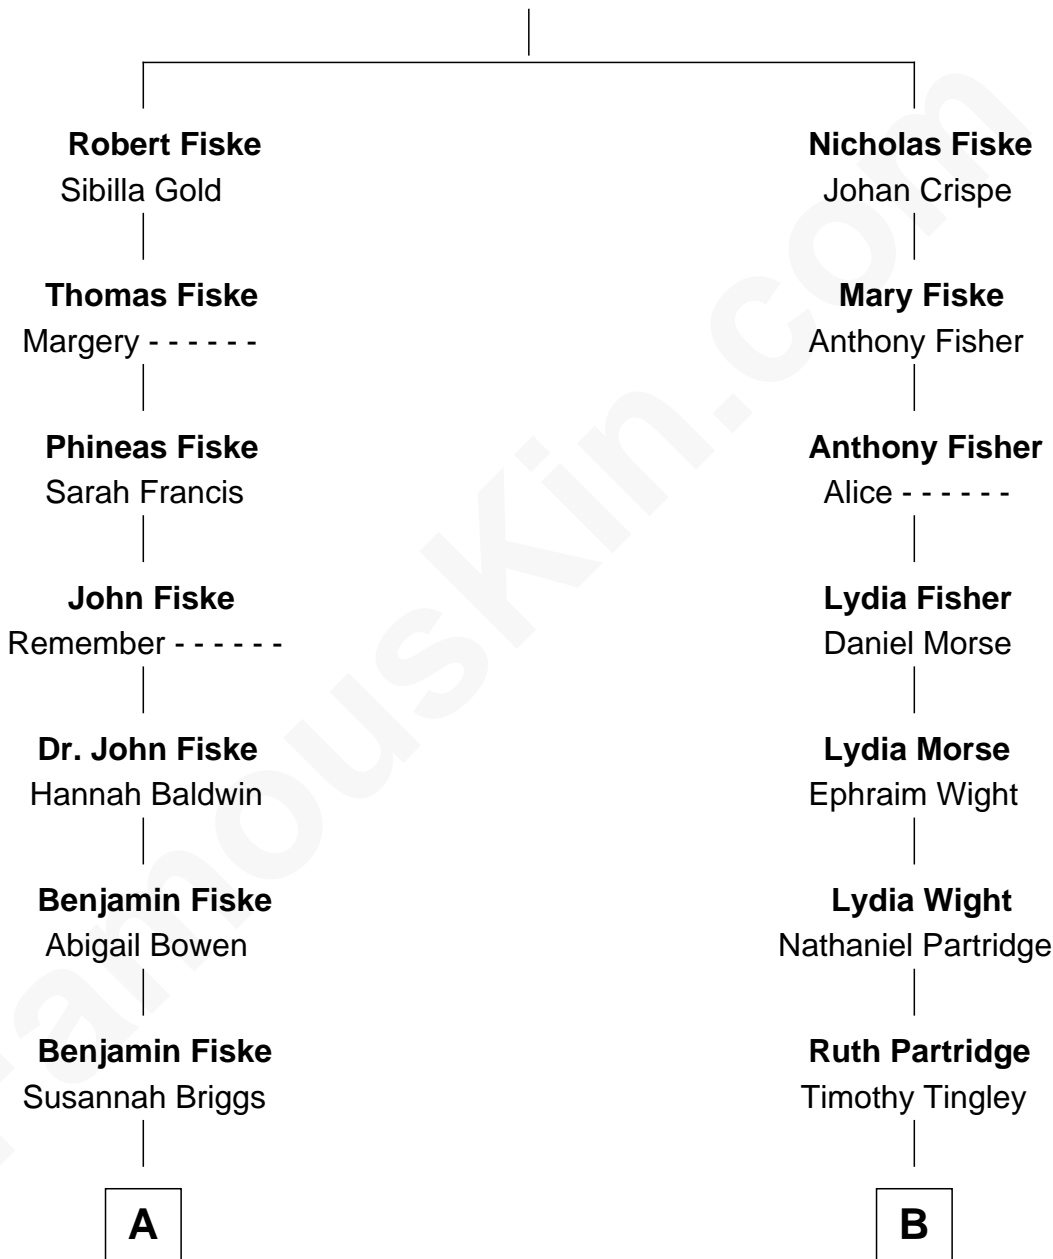 Robert Fiske
Sibilla Gold
Thomas Fiske
Margery - - - - - -
Phineas Fiske
Sarah Francis
John Fiske
Remember - - - - - -
Dr. John Fiske
Hannah Baldwin
Benjamin Fiske
Abigail Bowen
Benjamin Fiske
Susannah Briggs
A
Nicholas Fiske
Johan Crispe
Mary Fiske
Anthony Fisher
Anthony Fisher
Alice - - - - - -
Lydia Fisher
Daniel Morse
Lydia Morse
Ephraim Wight
Lydia Wight
Nathaniel Partridge
Ruth Partridge
Timothy Tingley
B
FamousKin.com